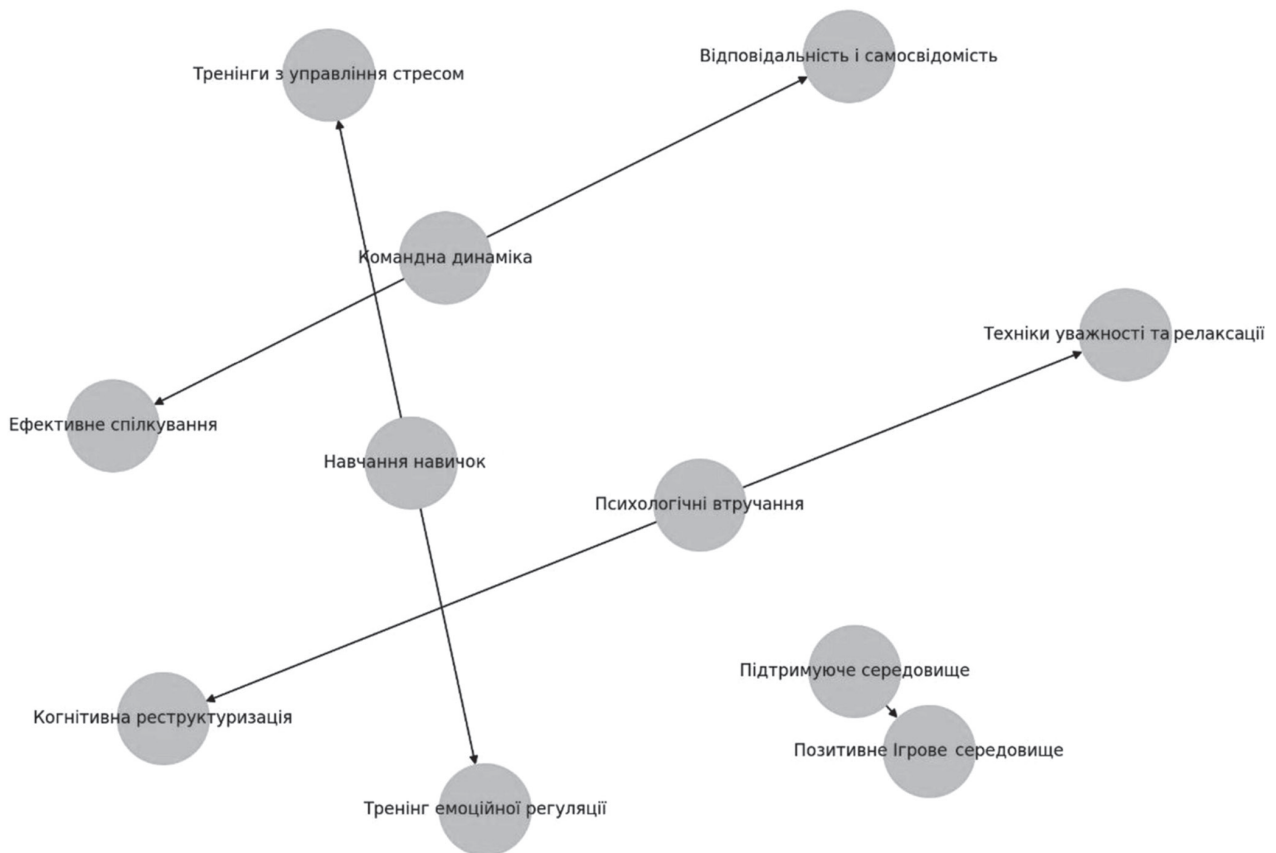 Відповідальність і самосвідомість
Тренінги з управління стресом
Командна динаміка
Техніки уважності та релаксації
Ефективне спілкування
Навчання навичок
Психологічні втручання
Підтримуюче середовище
Когнітивна реструктуризація
Позитивне Ігрове середовище
Тренінг емоційної регуляції